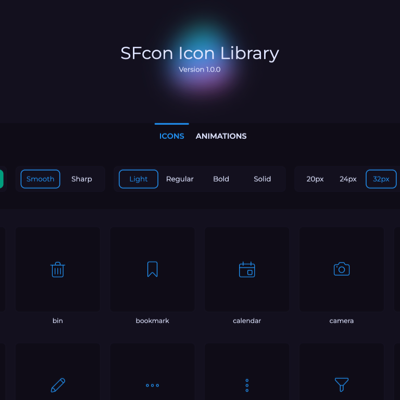 SFcon Icon Library
Version 1.0.0
ICONS ANIMATIONS
Smooth Sharp Light Regular Bold Solid 20px 24px 32px
bin bookmark calendar camera